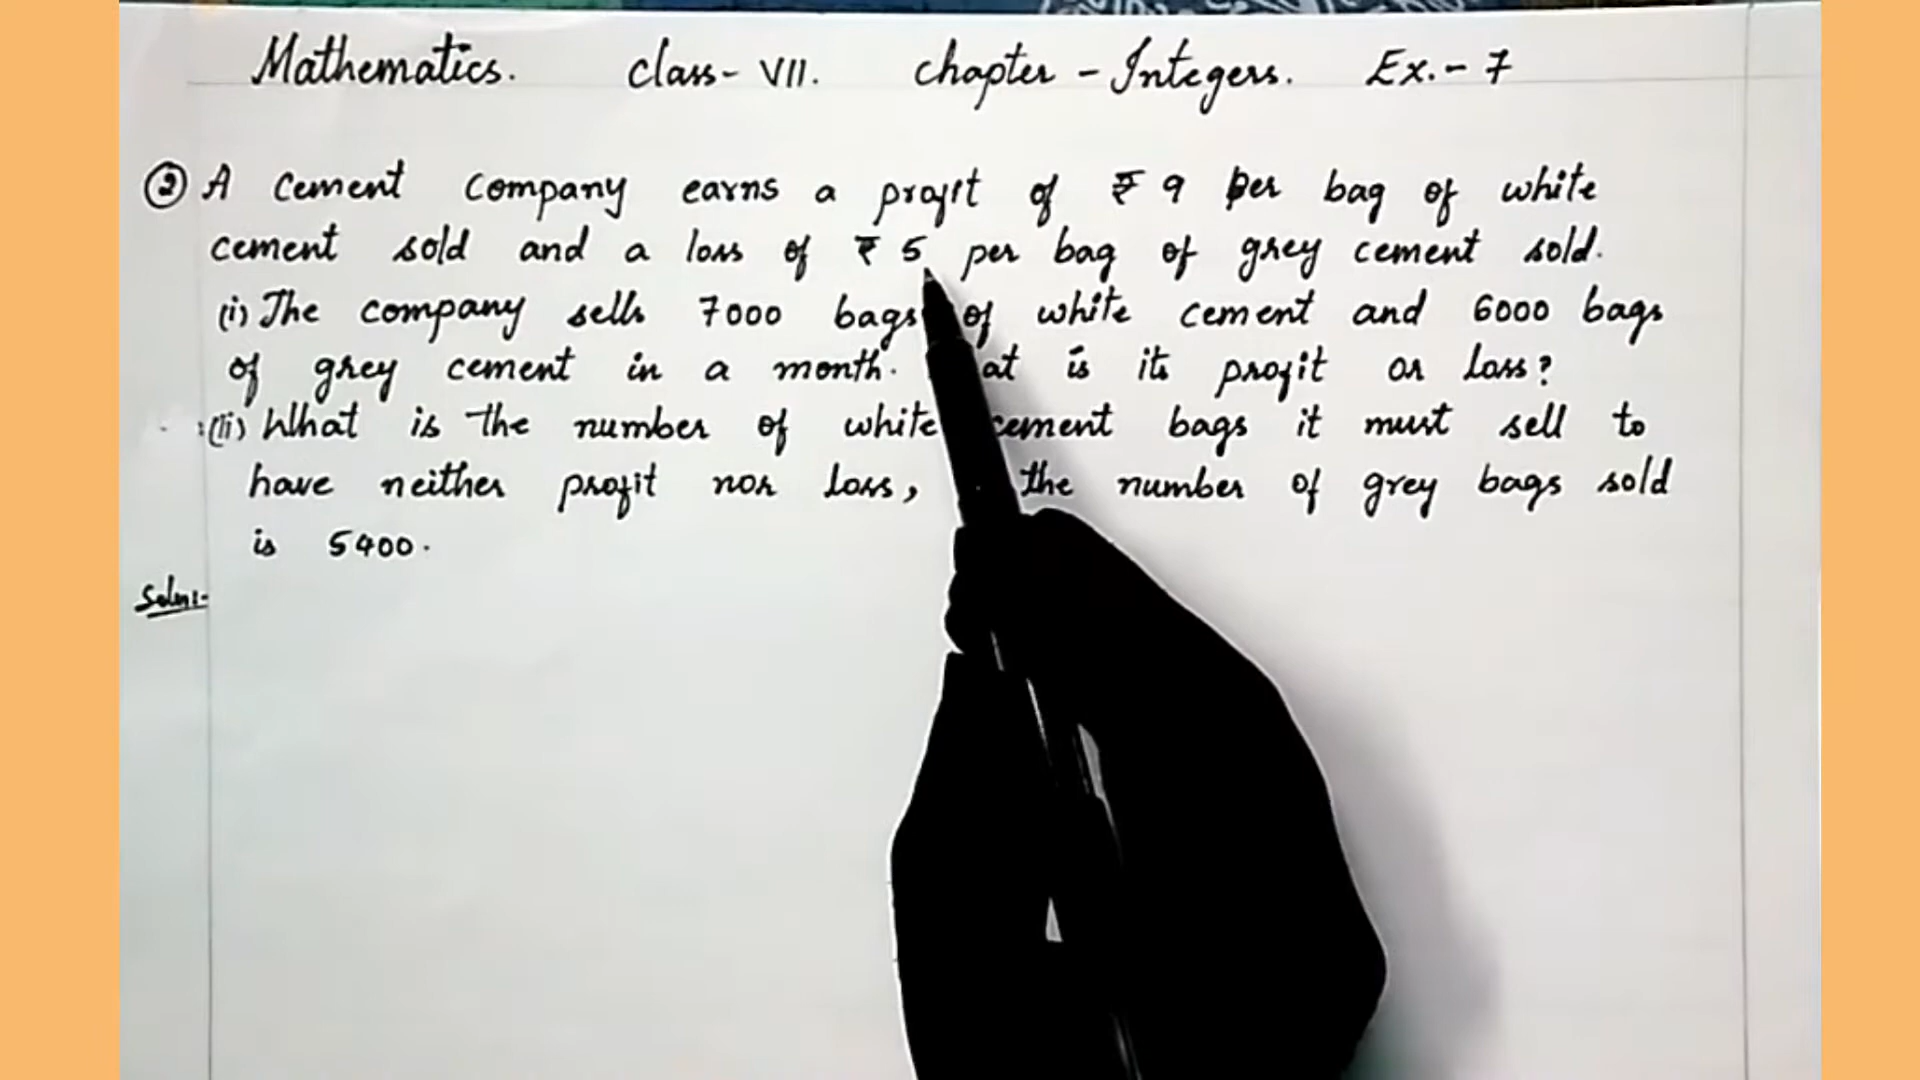 Mathematics. Class- VII. Chapter - Integers. Ex.- 7
② A cement company earns a profit of ₹ 9 per bag of white
cement sold and a loss of ₹ 5 per bag of grey cement sold.
(i) The company sells 7000 bags of white cement and 6000 bags
of grey cement in a month. at is its profit or loss?
(ii) What is the number of white cement bags it must sell to
have neither profit nor loss, the number of grey bags sold
is 5400.
Soln:-